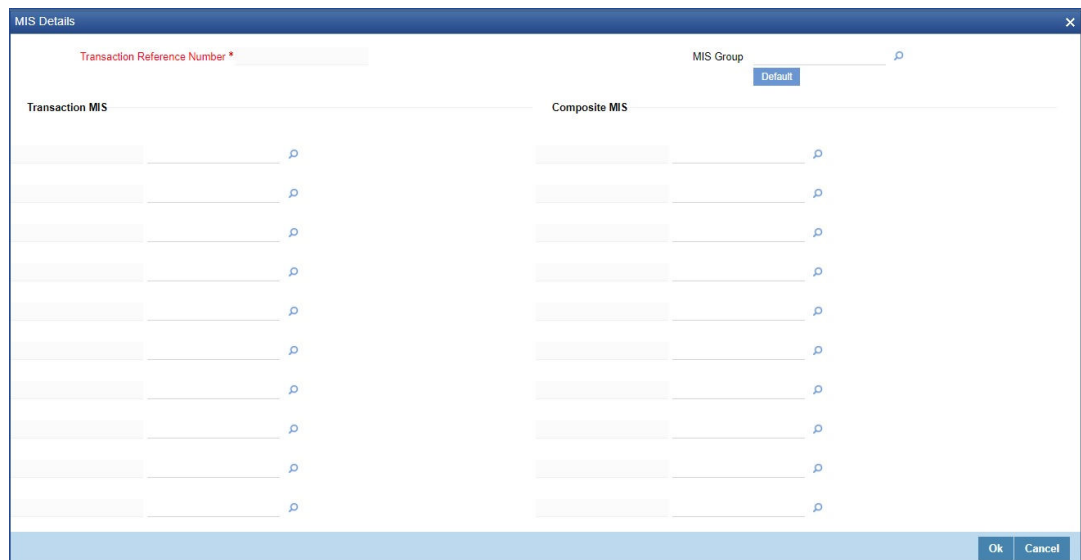 MIS Details
Transaction Reference Number *
MIS Group
Default
Transaction MIS
Composite MIS
Ok Cancel